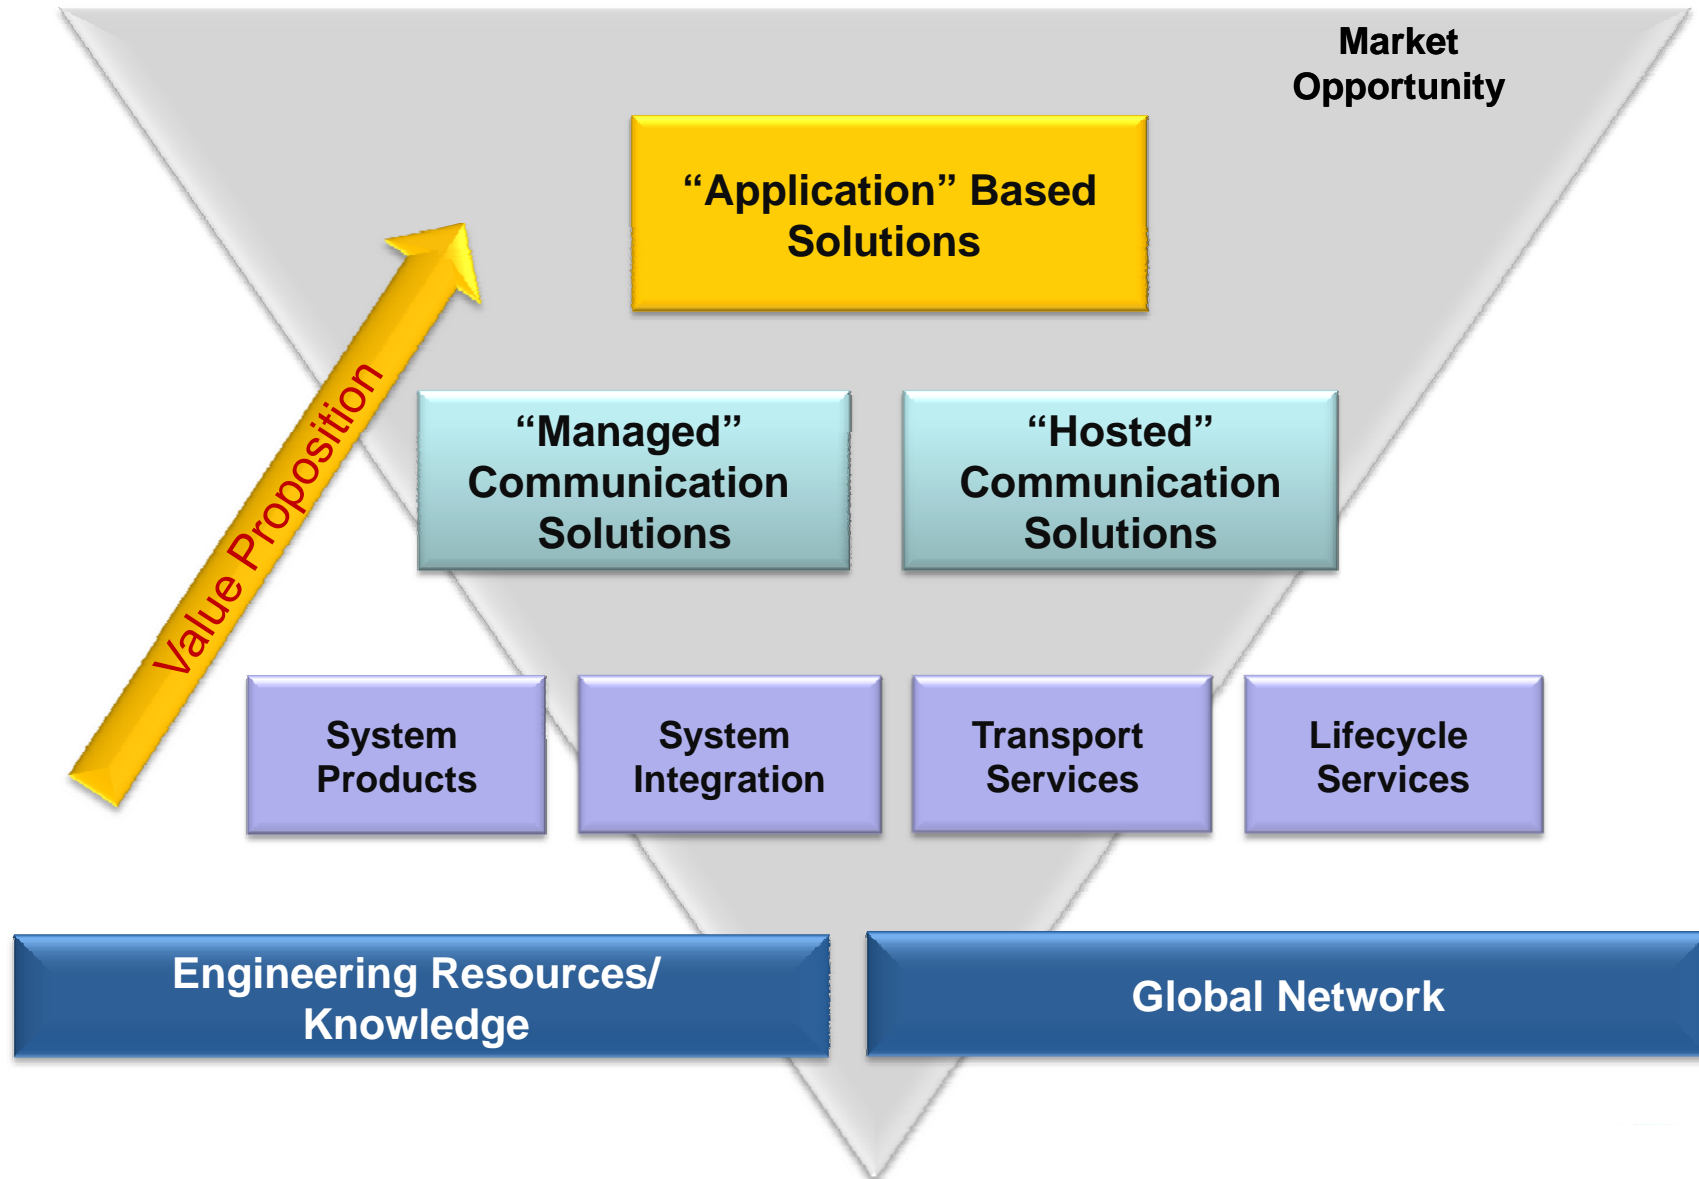 Market
Opportunity
“Application” Based
Solutions
Value Proposition
“Managed”
Communication
Solutions
“Hosted”
Communication
Solutions
System
Products
System
Integration
Transport
Services
Lifecycle
Services
Engineering Resources/
Knowledge
Global Network